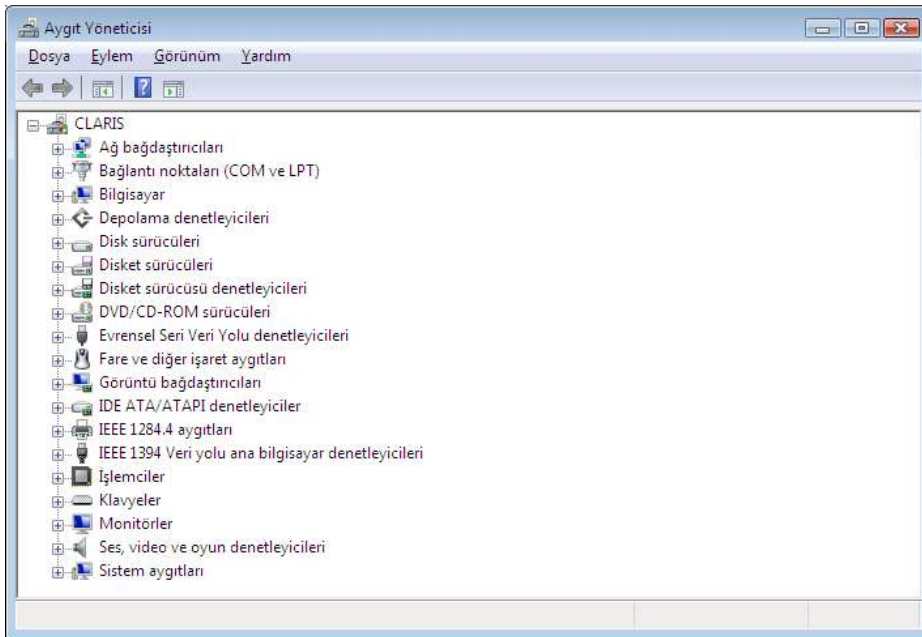 Aygıt Yöneticisi
Dosya Eylem Görünüm Yardım
CLARIS
Ağ bağdaştırıcıları
Bağlantı noktaları (COM ve LPT)
Bilgisayar
Depolama denetleyicileri
Disk sürücüleri
Disket sürücüleri
Disket sürücüsü denetleyicileri
DVD/CD-ROM sürücüleri
Evrensel Seri Veri Yolu denetleyicileri
Fare ve diğer işaret aygıtları
Görüntü bağdaştırıcıları
IDE ATA/ATAPI denetleyiciler
IEEE 1284.4 aygıtları
IEEE 1394 Veri yolu ana bilgisayar denetleyicileri
İşlemciler
Klavyeler
Monitörler
Ses, video ve oyun denetleyicileri
Sistem aygıtları